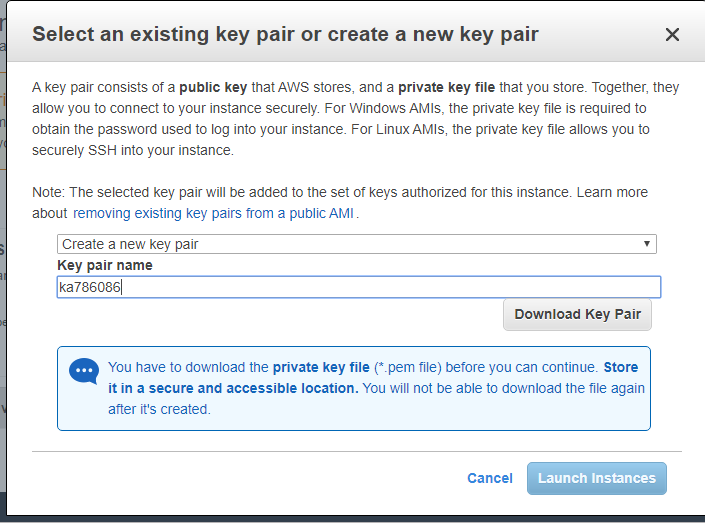 Select an existing key pair or create a new key pair
A key pair consists of a public key that AWS stores, and a private key file that you store. Together, they
allow you to connect to your instance securely. For Windows AMIs, the private key file is required to
obtain the password used to log into your instance. For Linux AMIs, the private key file allows you to
securely SSH into your instance.
Note: The selected key pair will be added to the set of keys authorized for this instance. Learn more
about removing existing key pairs from a public AMI.
Create a new key pair
Key pair name
ka786086
Download Key Pair
You have to download the private key file (*.pem file) before you can continue. Store
it in a secure and accessible location. You will not be able to download the file again
after it's created.
Cancel Launch Instances